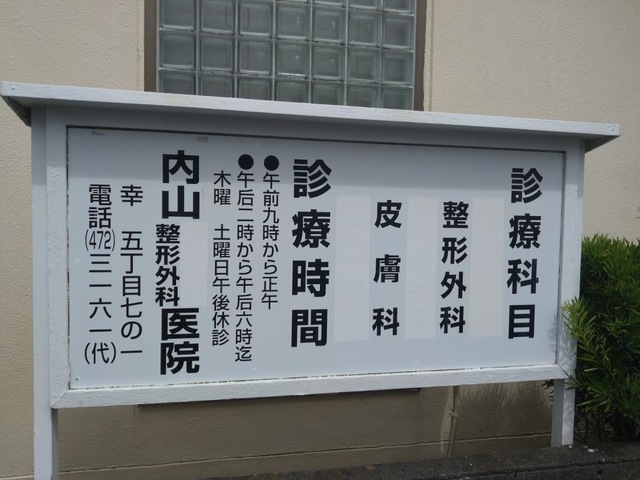 診療科目
整形外科
皮膚科
診療時間
●午前九時から正午
●午后二時から午后六時迄
木曜 土曜日午後休診
内山整形外科医院
幸 五丁目七の一
電話(472)三一六一(代)